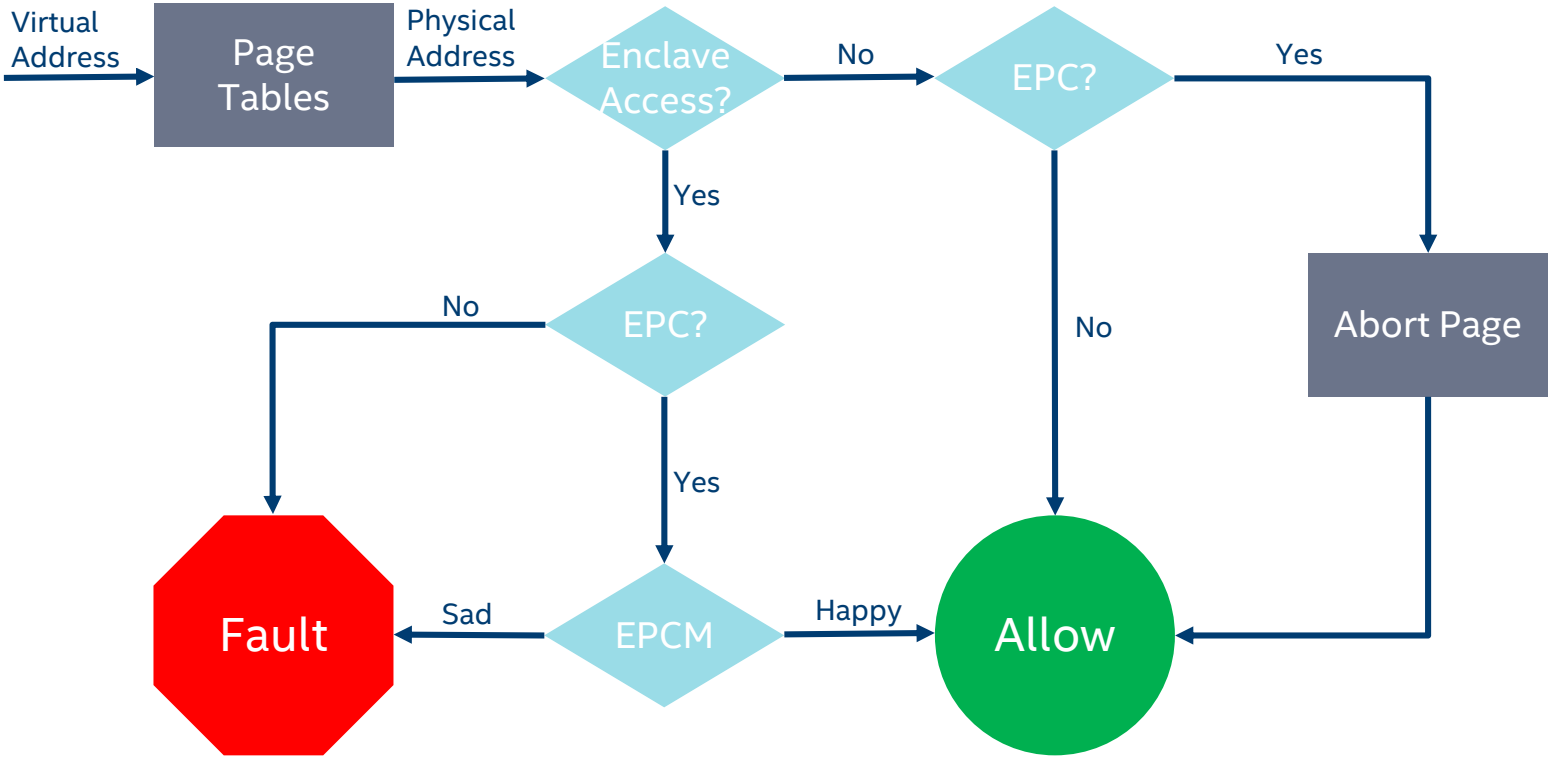 Virtual
Address
Page
Tables
Physical
Address
Enclave
Access?
No
EPC?
Yes
Yes
No
EPC?
No
Abort Page
Yes
Fault
Sad
EPCM
Happy
Allow